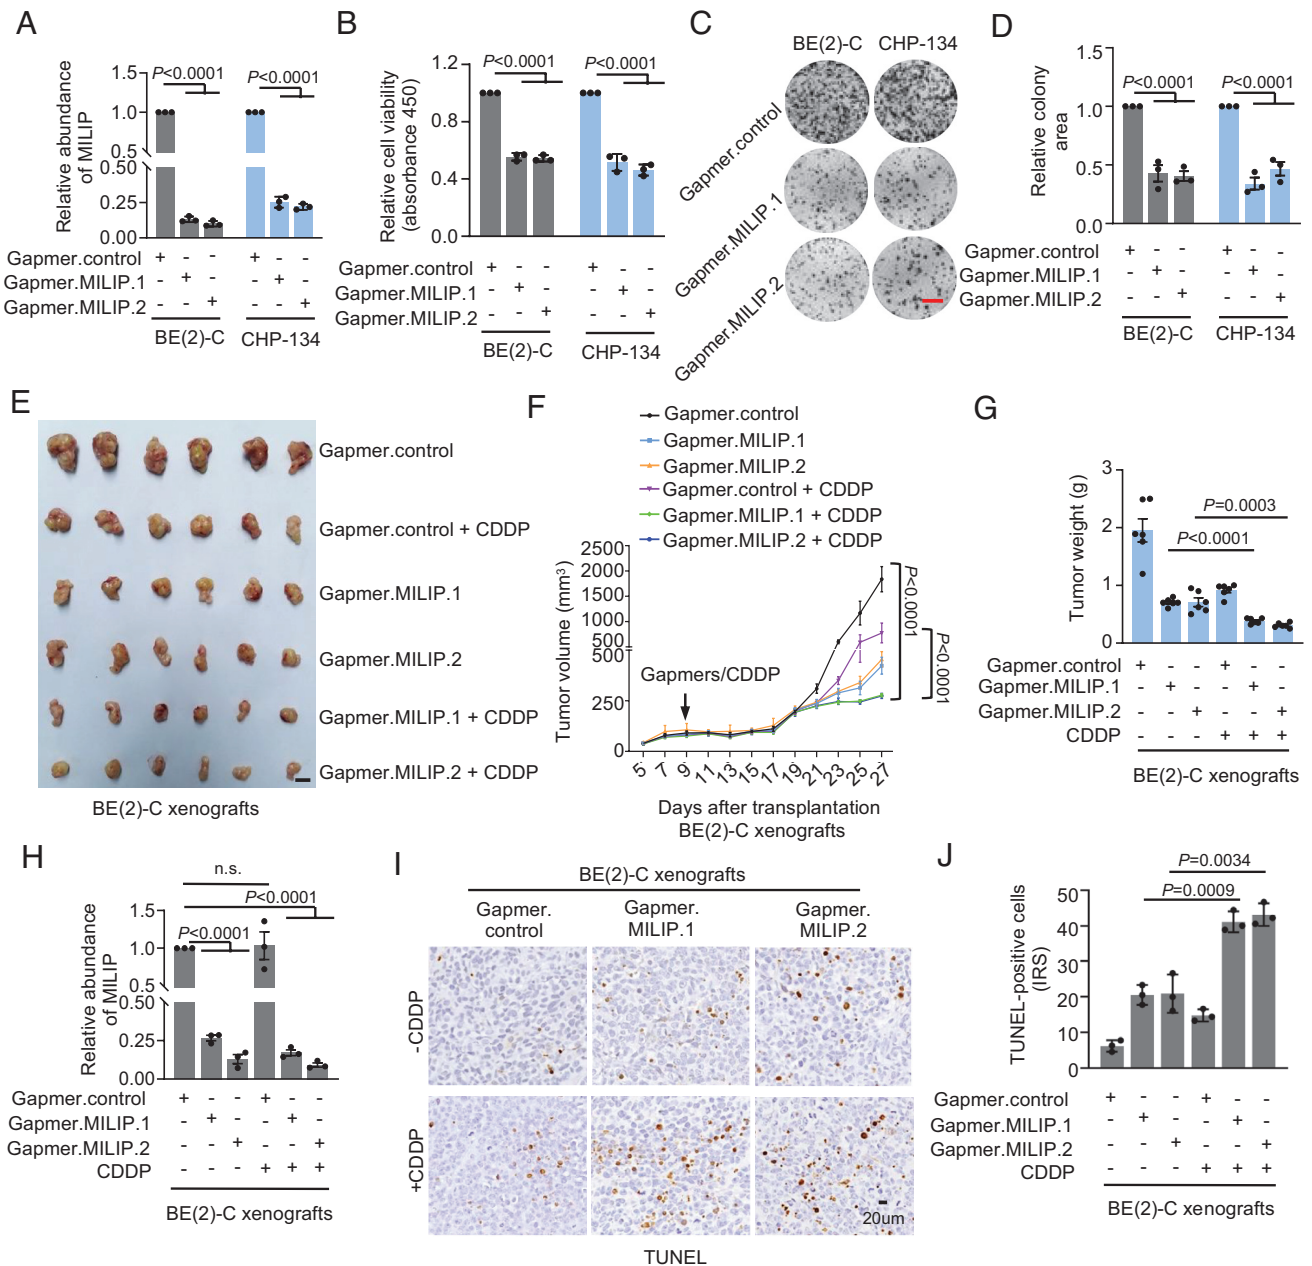 A
Relative abundance
of MILIP
1.5
1.0
0.5
0.50
0.25
0.00
P<0.0001
P<0.0001
Gapmer.control + - - + - -
Gapmer.MILIP.1 - + - - + -
Gapmer.MILIP.2 - - + - - +
BE(2)-C CHP-134
B
Relative cell viability
(absorbance 450)
1.2
0.8
0.4
0.0
P<0.0001
P<0.0001
Gapmer.control + - - + - -
Gapmer.MILIP.1 - + - - + -
Gapmer.MILIP.2 - - + - - +
BE(2)-C CHP-134
C
BE(2)-C CHP-134
Gapmer.control
Gapmer.MILIP.1
Gapmer.MILIP.2
D
Relative colony
area
1.5
1.0
0.5
0.0
P<0.0001
P<0.0001
Gapmer.control + - - + - -
Gapmer.MILIP.1 - + - - + -
Gapmer.MILIP.2 - - + - - +
BE(2)-C CHP-134
E
Gapmer.control
Gapmer.control + CDDP
Gapmer.MILIP.1
Gapmer.MILIP.2
Gapmer.MILIP.1 + CDDP
Gapmer.MILIP.2 + CDDP
BE(2)-C xenografts
F
Gapmer.control
Gapmer.MILIP.1
Gapmer.MILIP.2
Gapmer.control + CDDP
Gapmer.MILIP.1 + CDDP
Gapmer.MILIP.2 + CDDP
Tumor volume (mm³)
2500
2000
1500
1000
500
500
250
0
Gapmers/CDDP
P<0.0001
P<0.0001
5 7 9 11 13 15 17 19 21 23 25 27
Days after transplantation
BE(2)-C xenografts
G
Tumor weight (g)
3
2
1
0
P=0.0003
P<0.0001
Gapmer.control + - - + - -
Gapmer.MILIP.1 - + - - + -
Gapmer.MILIP.2 - - + - - +
CDDP - - - + + +
BE(2)-C xenografts
H
Relative abundance
of MILIP
1.5
1.0
0.5
0.50
0.25
0.00
n.s.
P<0.0001
P<0.0001
Gapmer.control + - - + - -
Gapmer.MILIP.1 - + - - + -
Gapmer.MILIP.2 - - + - - +
CDDP - - - + + +
BE(2)-C xenografts
I
BE(2)-C xenografts
Gapmer.
control
Gapmer.
MILIP.1
Gapmer.
MILIP.2
-CDDP
+CDDP
20um
TUNEL
J
TUNEL-positive cells
(IRS)
50
40
30
20
10
0
P=0.0034
P=0.0009
Gapmer.control + - - + - -
Gapmer.MILIP.1 - + - - + -
Gapmer.MILIP.2 - - + - - +
CDDP - - - + + +
BE(2)-C xenografts